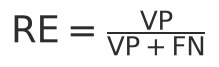 RE = VP / VP + FN